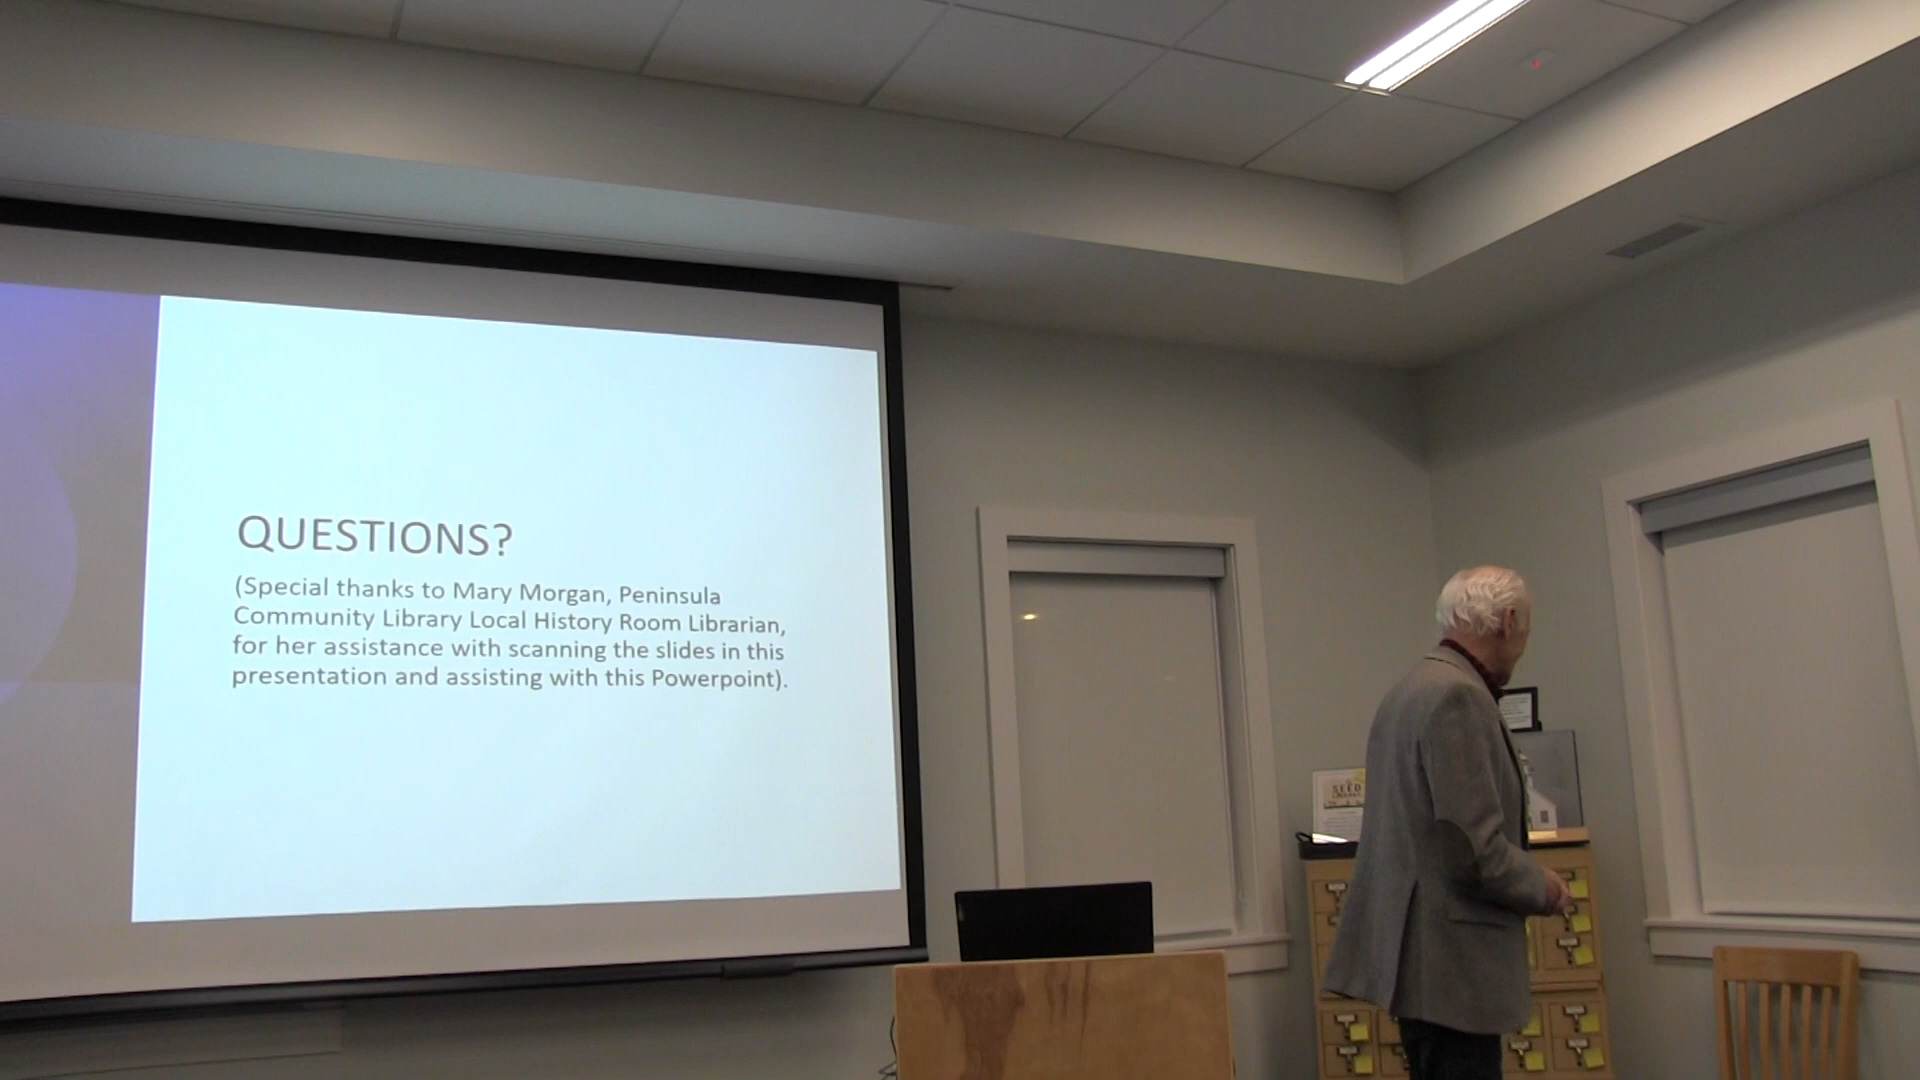 QUESTIONS?
(Special thanks to Mary Morgan, Peninsula
Community Library Local History Room Librarian,
for her assistance with scanning the slides in this
presentation and assisting with this Powerpoint).
SEED